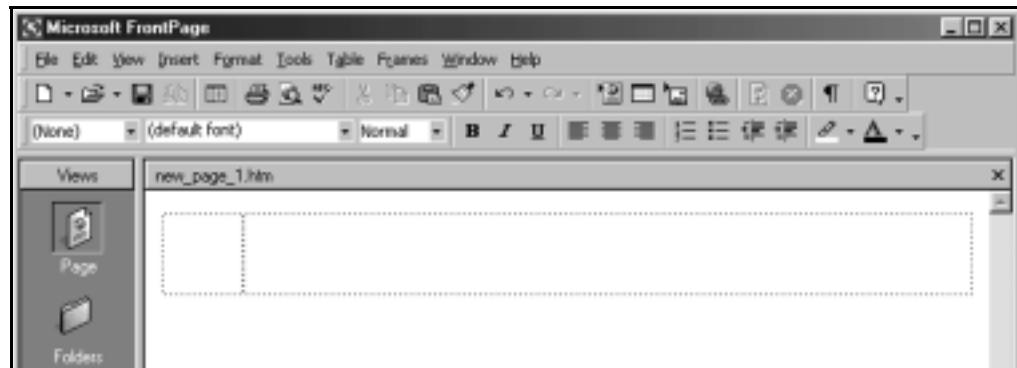 Microsoft FrontPage
File Edit View Insert Format Tools Table Frames Window Help
(None) (default font) Normal B I U A
Views new_page_1.htm
Page
Folders